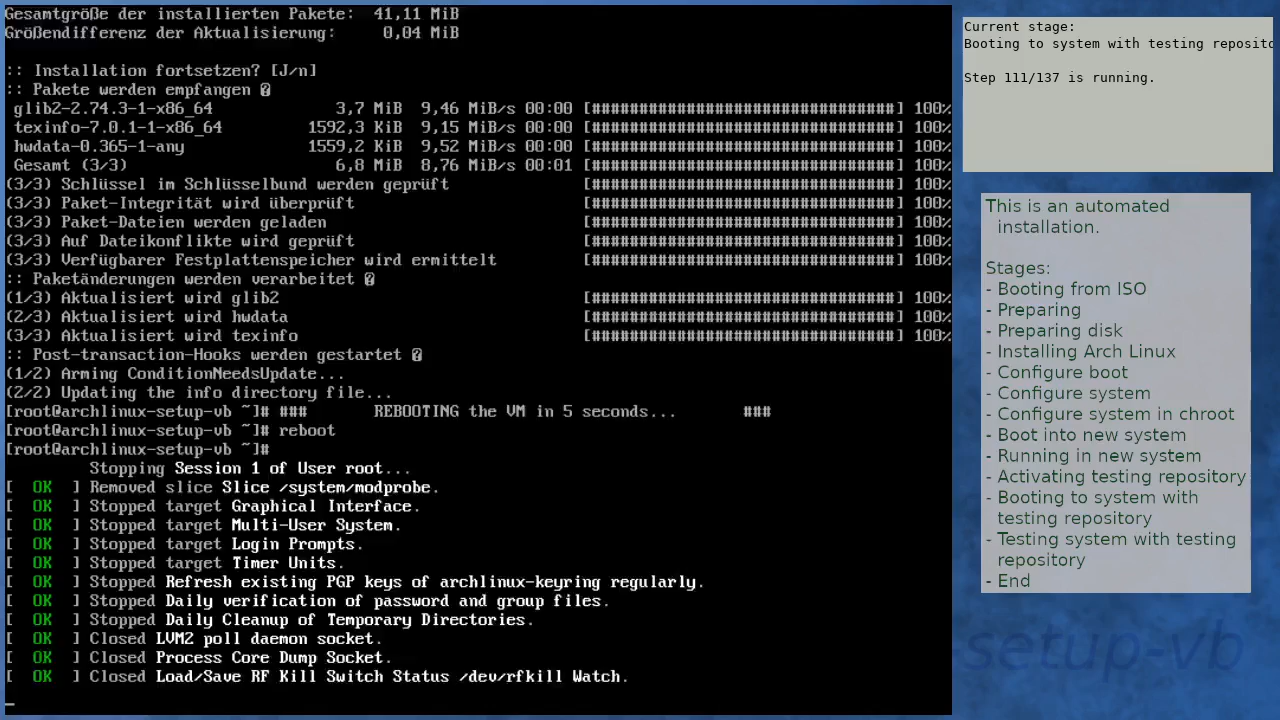 Gesamtgröße der installierten Pakete:  41,11 MiB
Größendifferenz der Aktualisierung:     0,04 MiB
:: Installation fortsetzen? [J/n]
:: Pakete werden empfangen �
glib2-2.74.3-1-x86_64 3,7 MiB 9,46 MiB/s 00:00 [##################################] 100%
texinfo-7.0.1-1-x86_64 1592,3 KiB 9,15 MiB/s 00:00 [##################################] 100%
hwdata-0.365-1-any 1559,2 KiB 9,52 MiB/s 00:00 [##################################] 100%
Gesamt (3/3) 6,8 MiB 8,76 MiB/s 00:01 [##################################] 100%
(3/3) Schlüssel im Schlüsselbund werden geprüft [##################################] 100%
(3/3) Paket-Integrität wird überprüft [##################################] 100%
(3/3) Paket-Dateien werden geladen [##################################] 100%
(3/3) Auf Dateikonflikte wird geprüft [##################################] 100%
(3/3) Verfügbarer Festplattenspeicher wird ermittelt [##################################] 100%
:: Paketänderungen werden verarbeitet �
(1/3) Aktualisiert wird glib2 [##################################] 100%
(2/3) Aktualisiert wird hwdata [##################################] 100%
(3/3) Aktualisiert wird texinfo [##################################] 100%
:: Post-transaction-Hooks werden gestartet �
(1/2) Arming ConditionNeedsUpdate...
(2/2) Updating the info directory file...
[root@archlinux-setup-vb ~]# ### REBOOTING the VM in 5 seconds... ###
[root@archlinux-setup-vb ~]# reboot
[root@archlinux-setup-vb ~]#
Stopping Session 1 of User root...
[  OK  ] Removed slice Slice /system/modprobe.
[  OK  ] Stopped target Graphical Interface.
[  OK  ] Stopped target Multi-User System.
[  OK  ] Stopped target Login Prompts.
[  OK  ] Stopped target Timer Units.
[  OK  ] Stopped Refresh existing PGP keys of archlinux-keyring regularly.
[  OK  ] Stopped Daily verification of password and group files.
[  OK  ] Stopped Daily Cleanup of Temporary Directories.
[  OK  ] Closed LVM2 poll daemon socket.
[  OK  ] Closed Process Core Dump Socket.
[  OK  ] Closed Load/Save RF Kill Switch Status /dev/rfkill Watch.
_
Current stage:
Booting to system with testing reposito
Step 111/137 is running.
This is an automated
installation.
Stages:
- Booting from ISO
- Preparing
- Preparing disk
- Installing Arch Linux
- Configure boot
- Configure system
- Configure system in chroot
- Boot into new system
- Running in new system
- Activating testing repository
- Booting to system with
testing repository
- Testing system with testing
repository
- End
setup-vb